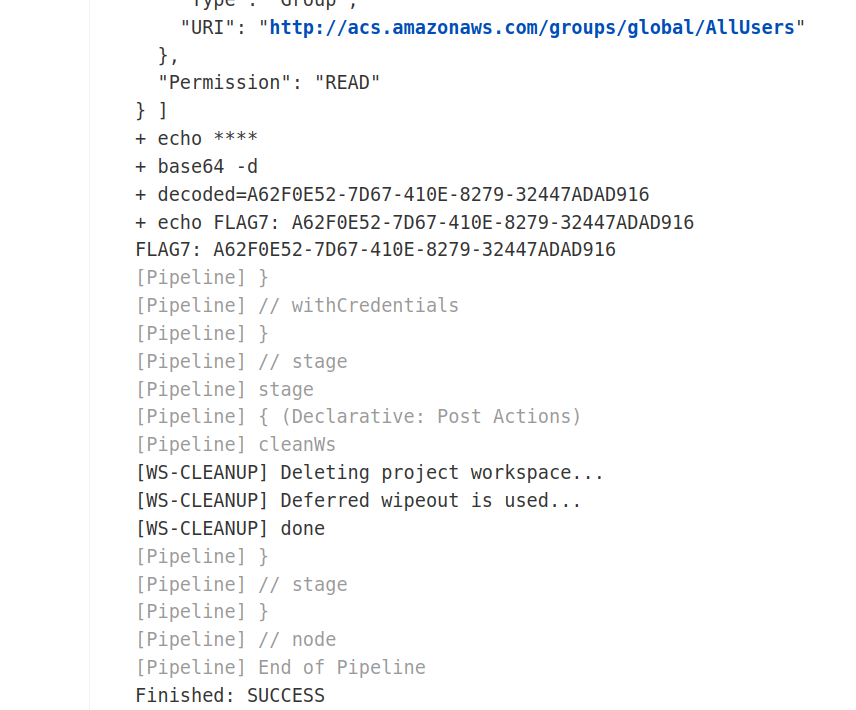 "Type": "Group",
"URI": "http://acs.amazonaws.com/groups/global/AllUsers"
},
"Permission": "READ"
} ]
+ echo ****
+ base64 -d
+ decoded=A62F0E52-7D67-410E-8279-32447ADAD916
+ echo FLAG7: A62F0E52-7D67-410E-8279-32447ADAD916
FLAG7: A62F0E52-7D67-410E-8279-32447ADAD916
[Pipeline] }
[Pipeline] // withCredentials
[Pipeline] }
[Pipeline] // stage
[Pipeline] stage
[Pipeline] { (Declarative: Post Actions)
[Pipeline] cleanWs
[WS-CLEANUP] Deleting project workspace...
[WS-CLEANUP] Deferred wipeout is used...
[WS-CLEANUP] done
[Pipeline] }
[Pipeline] // stage
[Pipeline] }
[Pipeline] // node
[Pipeline] End of Pipeline
Finished: SUCCESS